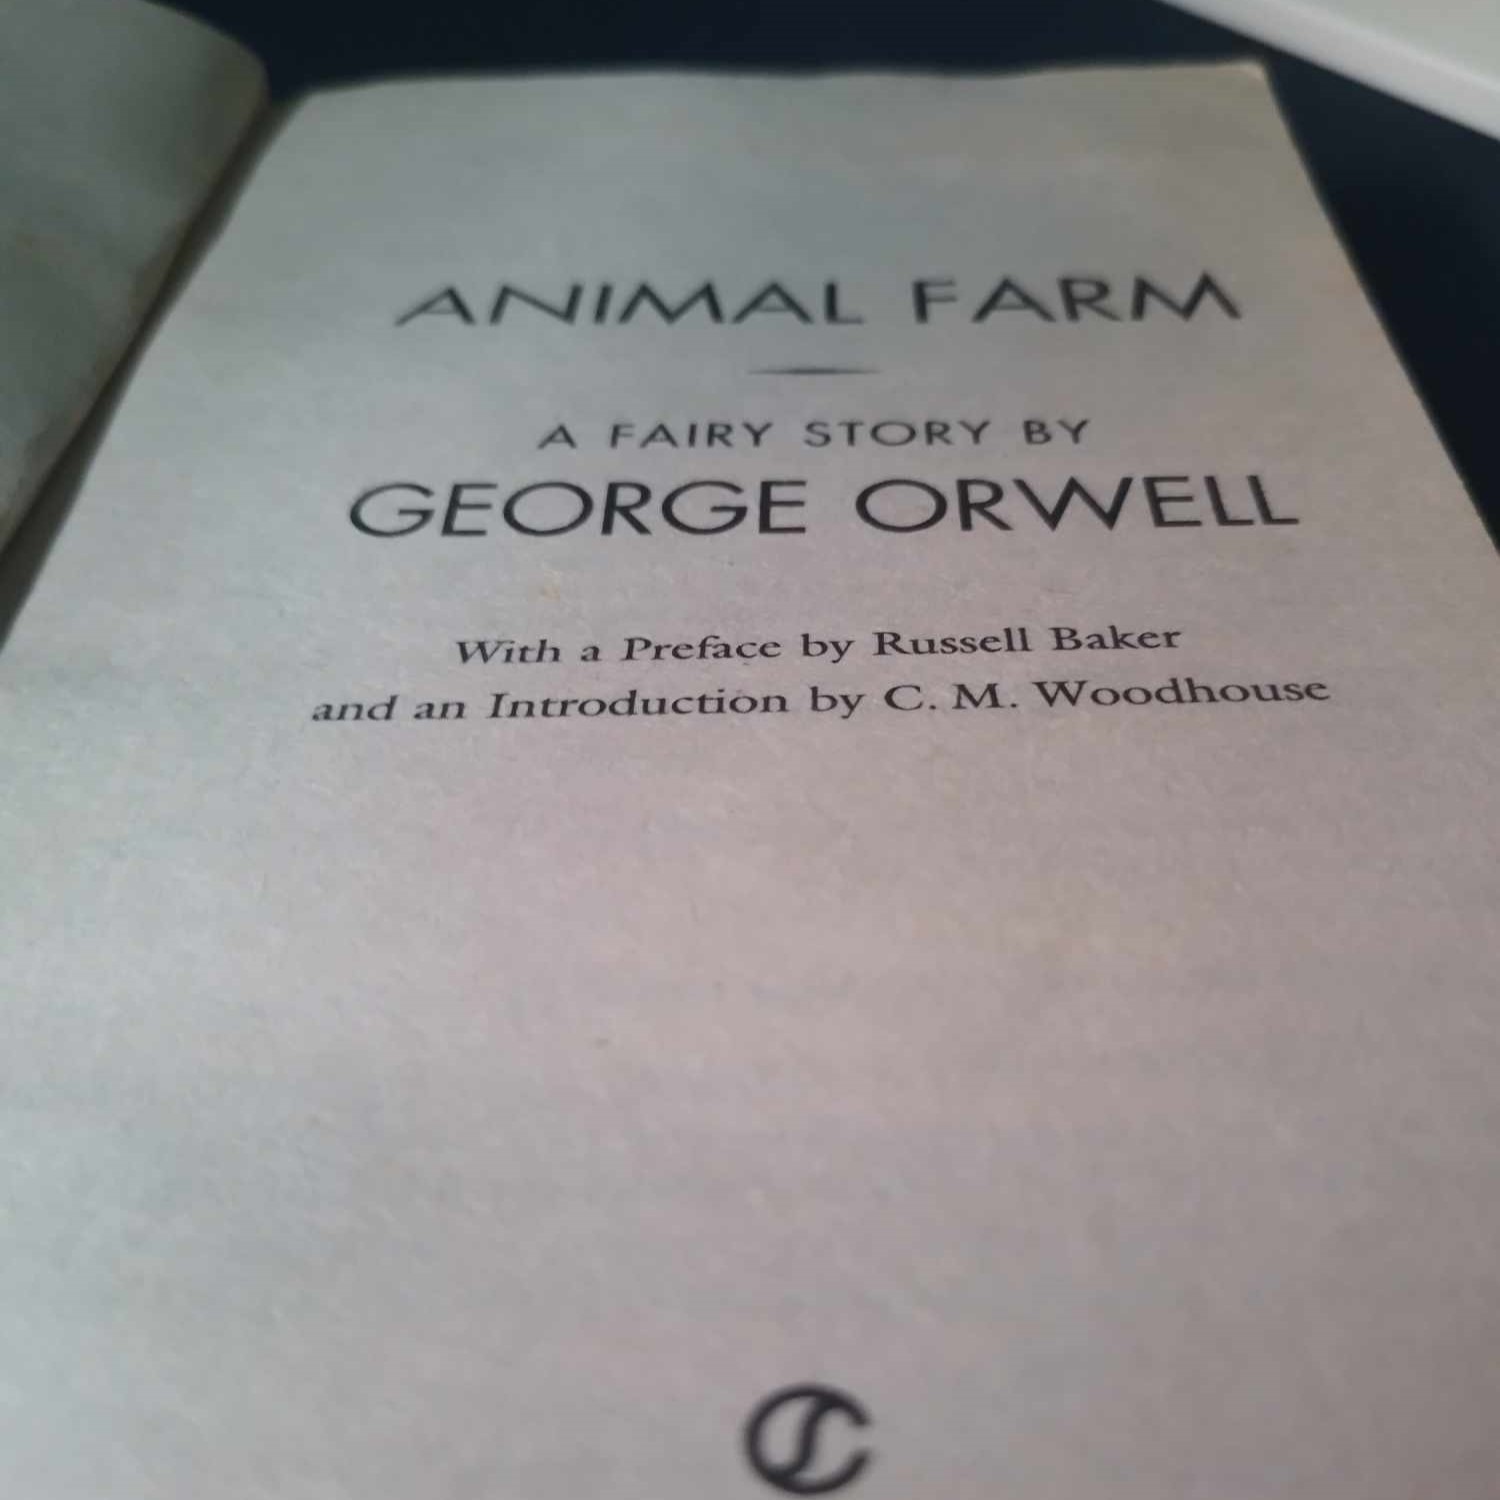 ANIMAL FARM
A FAIRY STORY BY
GEORGE ORWELL
With a Preface by Russell Baker
and an Introduction by C. M. Woodhouse